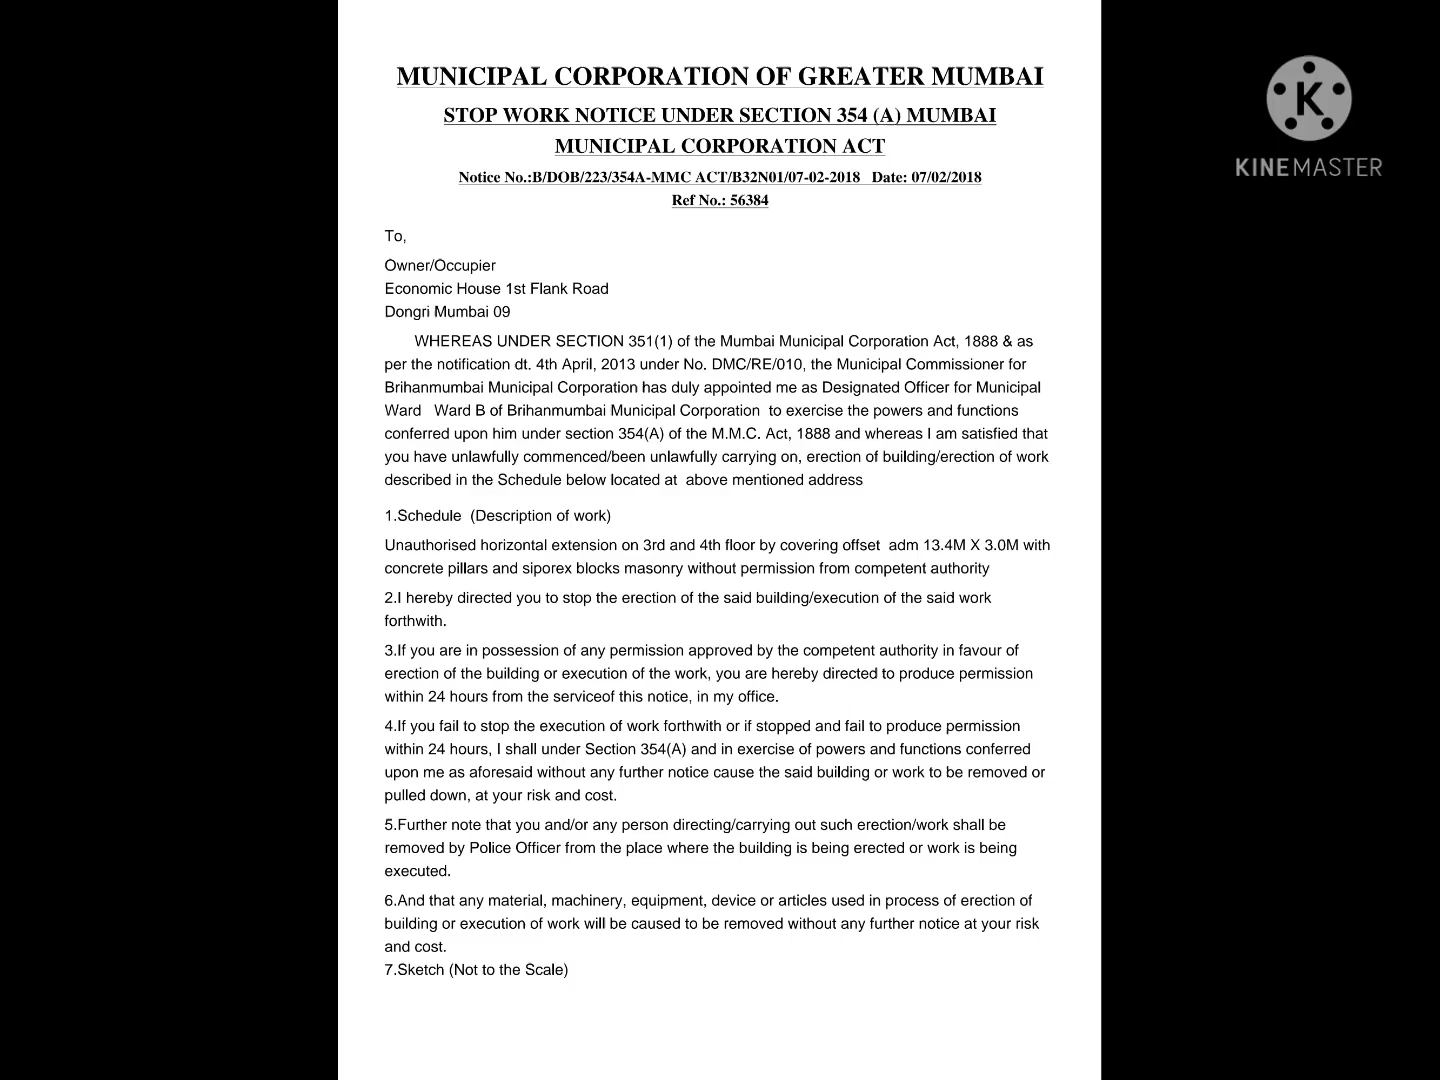 MUNICIPAL CORPORATION OF GREATER MUMBAI
STOP WORK NOTICE UNDER SECTION 354 (A) MUMBAI
MUNICIPAL CORPORATION ACT
Notice No.:B/DOB/223/354A-MMC ACT/B32N01/07-02-2018 Date: 07/02/2018
Ref No.: 56384
To,
Owner/Occupier
Economic House 1st Flank Road
Dongri Mumbai 09
WHEREAS UNDER SECTION 351(1) of the Mumbai Municipal Corporation Act, 1888 & as
per the notification dt. 4th April, 2013 under No. DMC/RE/010, the Municipal Commissioner for
Brihanmumbai Municipal Corporation has duly appointed me as Designated Officer for Municipal
Ward Ward B of Brihanmumbai Municipal Corporation to exercise the powers and functions
conferred upon him under section 354(A) of the M.M.C. Act, 1888 and whereas I am satisfied that
you have unlawfully commenced/been unlawfully carrying on, erection of building/erection of work
described in the Schedule below located at above mentioned address
1.Schedule (Description of work)
Unauthorised horizontal extension on 3rd and 4th floor by covering offset adm 13.4M X 3.0M with
concrete pillars and siporex blocks masonry without permission from competent authority
2.I hereby directed you to stop the erection of the said building/execution of the said work
forthwith.
3.If you are in possession of any permission approved by the competent authority in favour of
erection of the building or execution of the work, you are hereby directed to produce permission
within 24 hours from the serviceof this notice, in my office.
4.If you fail to stop the execution of work forthwith or if stopped and fail to produce permission
within 24 hours, I shall under Section 354(A) and in exercise of powers and functions conferred
upon me as aforesaid without any further notice cause the said building or work to be removed or
pulled down, at your risk and cost.
5.Further note that you and/or any person directing/carrying out such erection/work shall be
removed by Police Officer from the place where the building is being erected or work is being
executed.
6.And that any material, machinery, equipment, device or articles used in process of erection of
building or execution of work will be caused to be removed without any further notice at your risk
and cost.
7.Sketch (Not to the Scale)
K
KINEMASTER